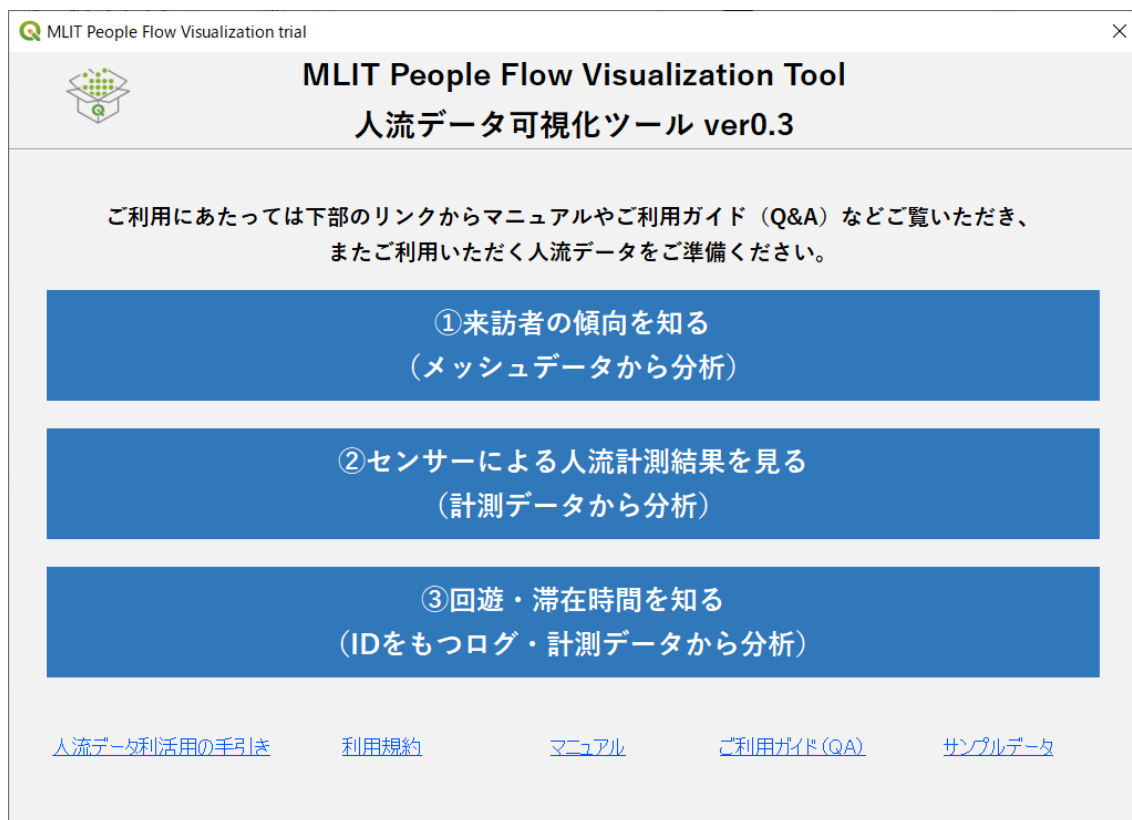 MLIT People Flow Visualization trial
MLIT People Flow Visualization Tool
人流データ可視化ツール ver0.3
ご利用にあたっては下部のリンクからマニュアルやご利用ガイド（Q&A）などご覧いただき、
またご利用いただく人流データをご準備ください。
①来訪者の傾向を知る
（メッシュデータから分析）
②センサーによる人流計測結果を見る
（計測データから分析）
③回遊・滞在時間を知る
（IDをもつログ・計測データから分析）
人流データ利活用の手引き 利用規約 マニュアル ご利用ガイド(QA) サンプルデータ